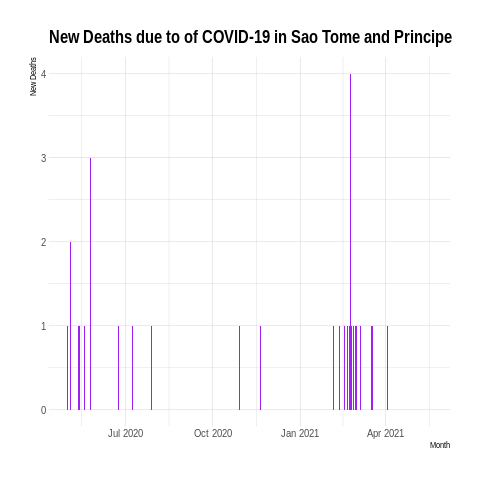 New Deaths due to of COVID-19 in Sao Tome and Principe
New Deaths
4
3
2
1
0
Jul 2020 Oct 2020 Jan 2021 Apr 2021
Month